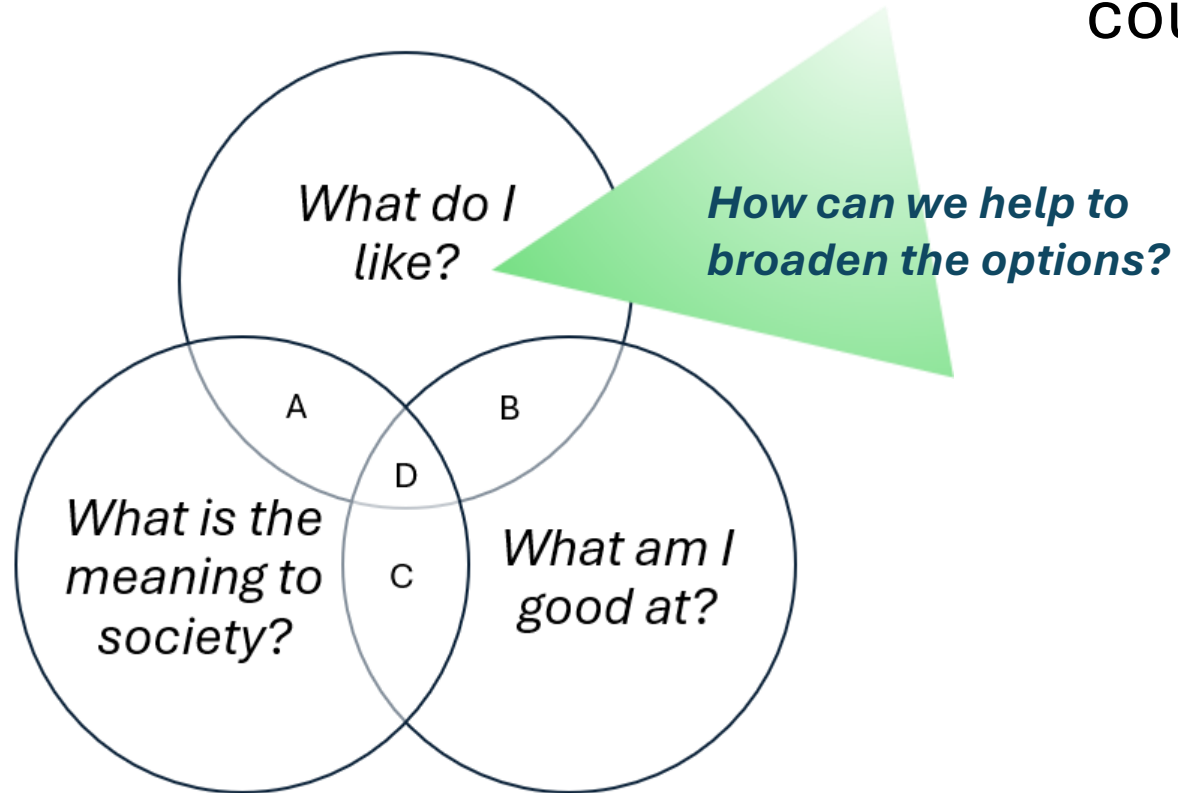 cou
What do I
like?
How can we help to
broaden the options?
A
B
D
What is the
meaning to
society?
C
What am I
good at?